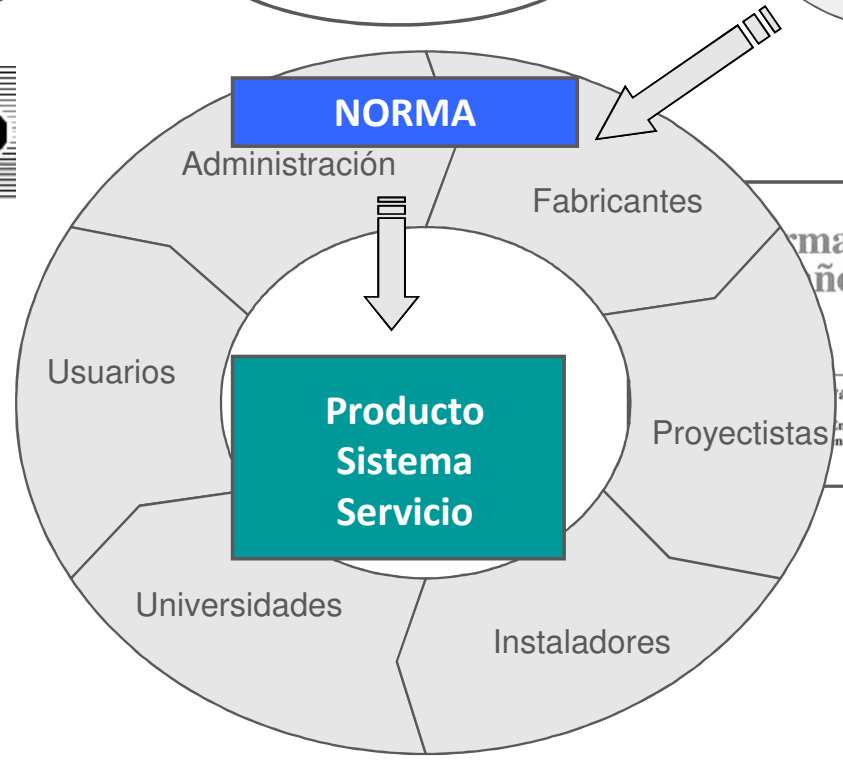 NORMA
Administración
Fabricantes
Usuarios
Producto
Sistema
Servicio
Proyectistas
Universidades
Instaladores